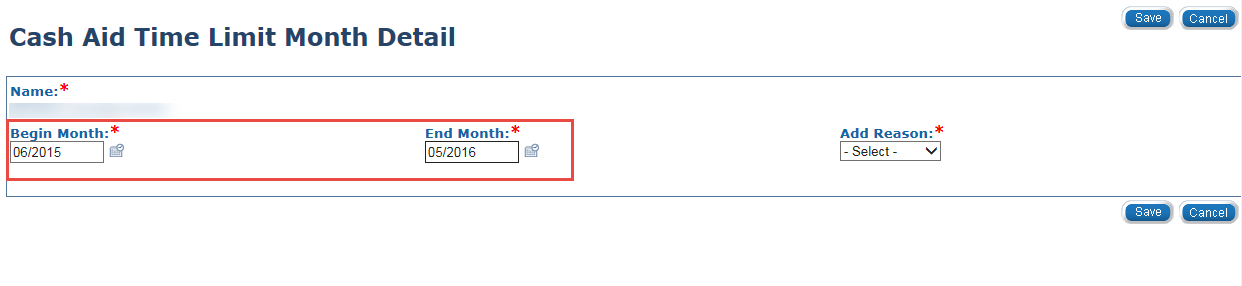 Save Cancel
Cash Aid Time Limit Month Detail
Name:*
Begin Month:* End Month:* Add Reason:*
06/2015 05/2016 - Select -
Save Cancel